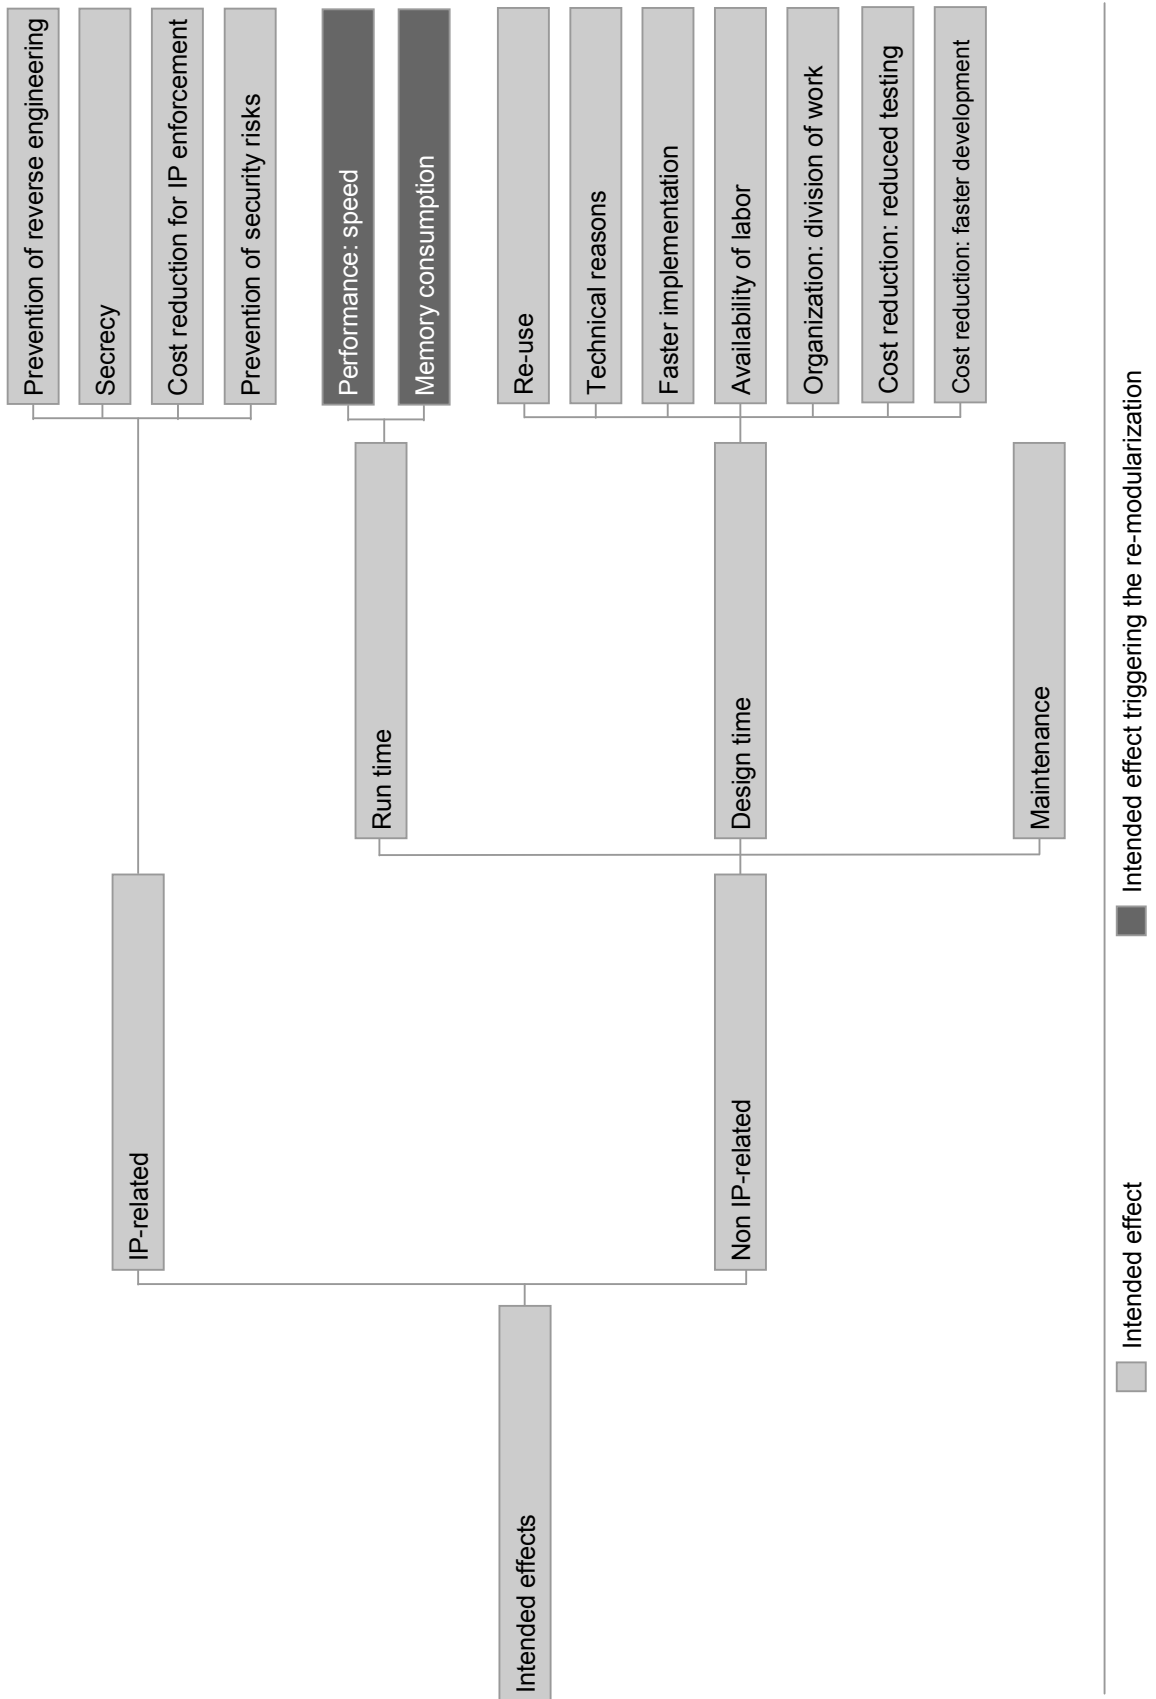 Intended effects
IP-related
Prevention of reverse engineering
Secrecy
Cost reduction for IP enforcement
Prevention of security risks
Non IP-related
Run time
Performance: speed
Memory consumption
Design time
Re-use
Technical reasons
Faster implementation
Availability of labor
Organization: division of work
Cost reduction: reduced testing
Cost reduction: faster development
Maintenance
Intended effect
Intended effect triggering the re-modularization